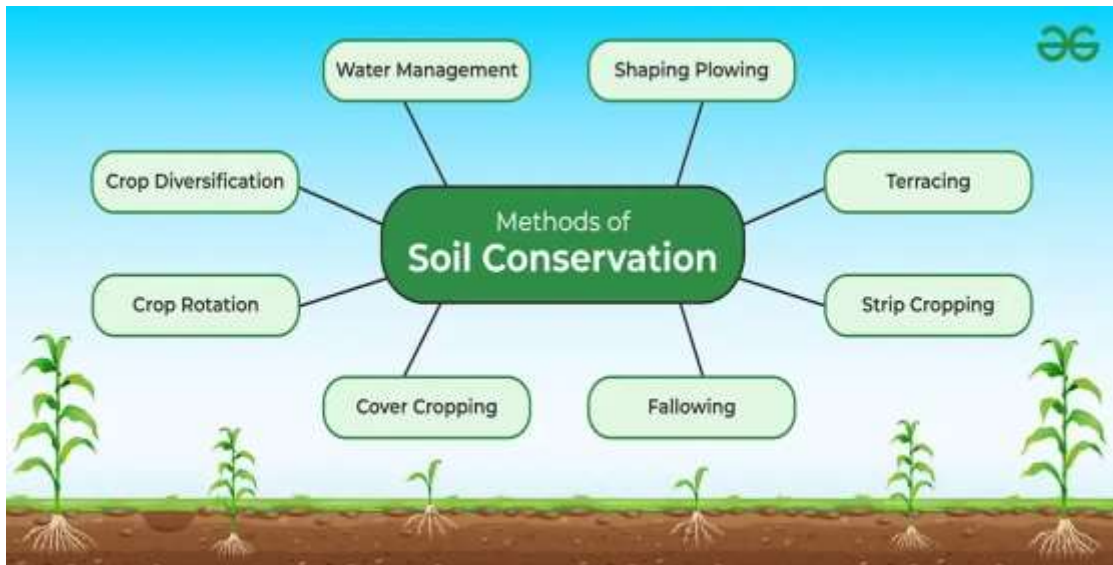 Water Management
Shaping Plowing
Crop Diversification
Terracing
Methods of
Soil Conservation
Crop Rotation
Strip Cropping
Cover Cropping
Fallowing